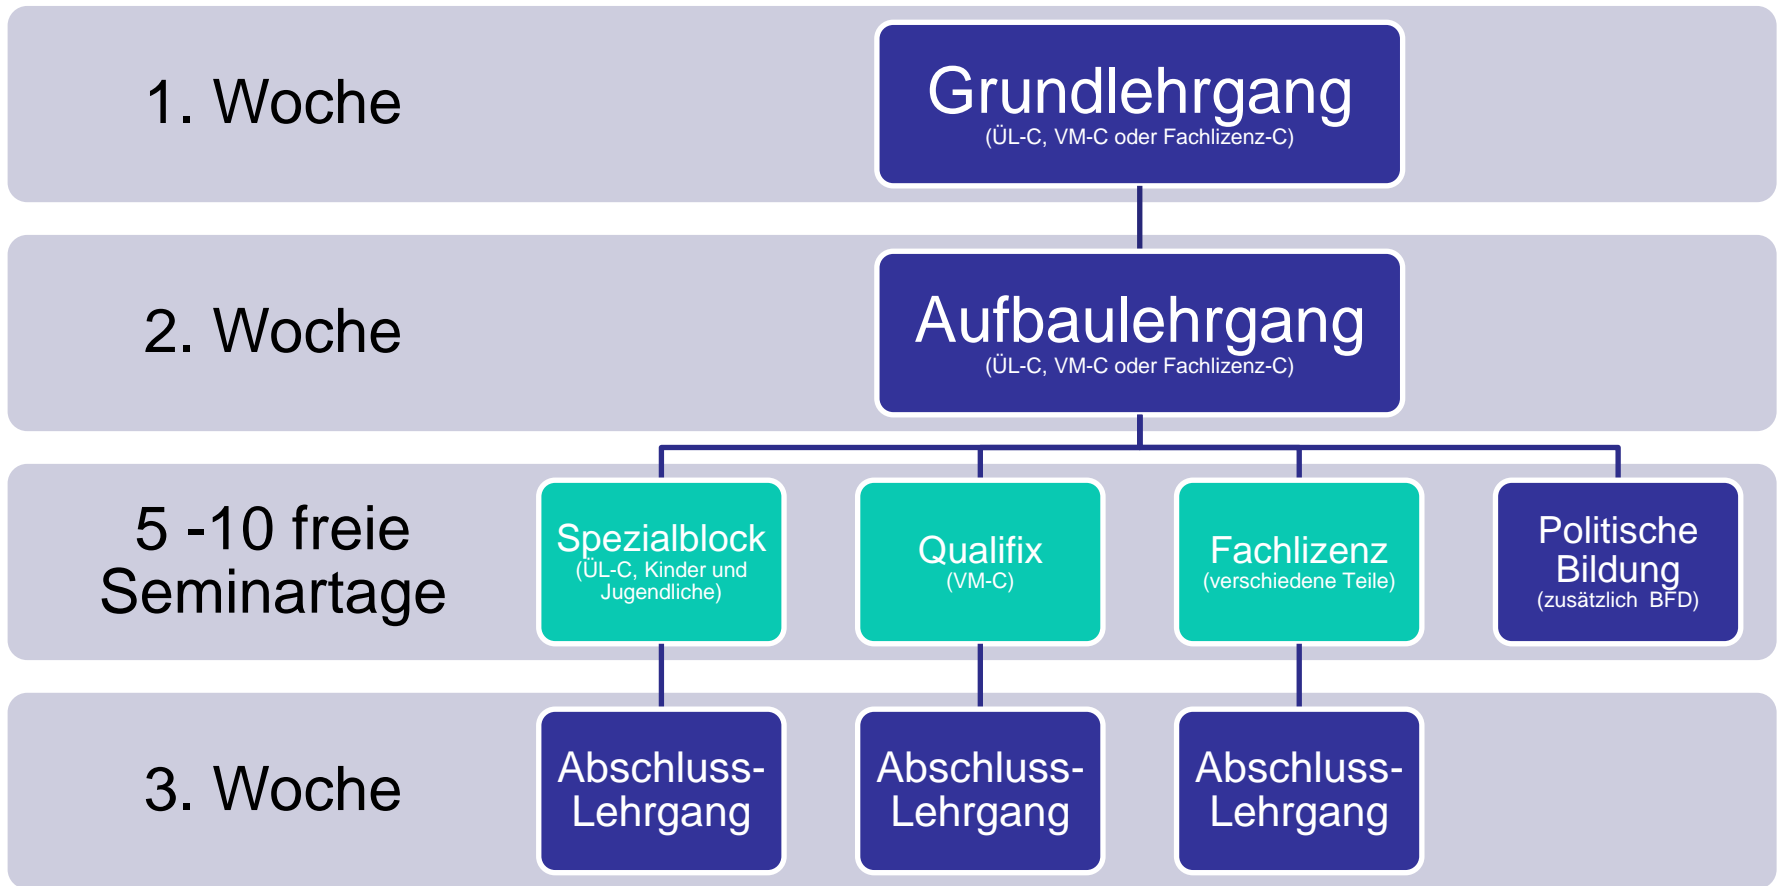 1. Woche
Grundlehrgang
(ÜL-C, VM-C oder Fachlizenz-C)
2. Woche
Aufbaulehrgang
(ÜL-C, VM-C oder Fachlizenz-C)
5 -10 freie
Seminartage
Spezialblock
(ÜL-C, Kinder und
Jugendliche)
Qualifix
(VM-C)
Fachlizenz
(verschiedene Teile)
Politische
Bildung
(zusätzlich BFD)
3. Woche
Abschluss-
Lehrgang
Abschluss-
Lehrgang
Abschluss-
Lehrgang